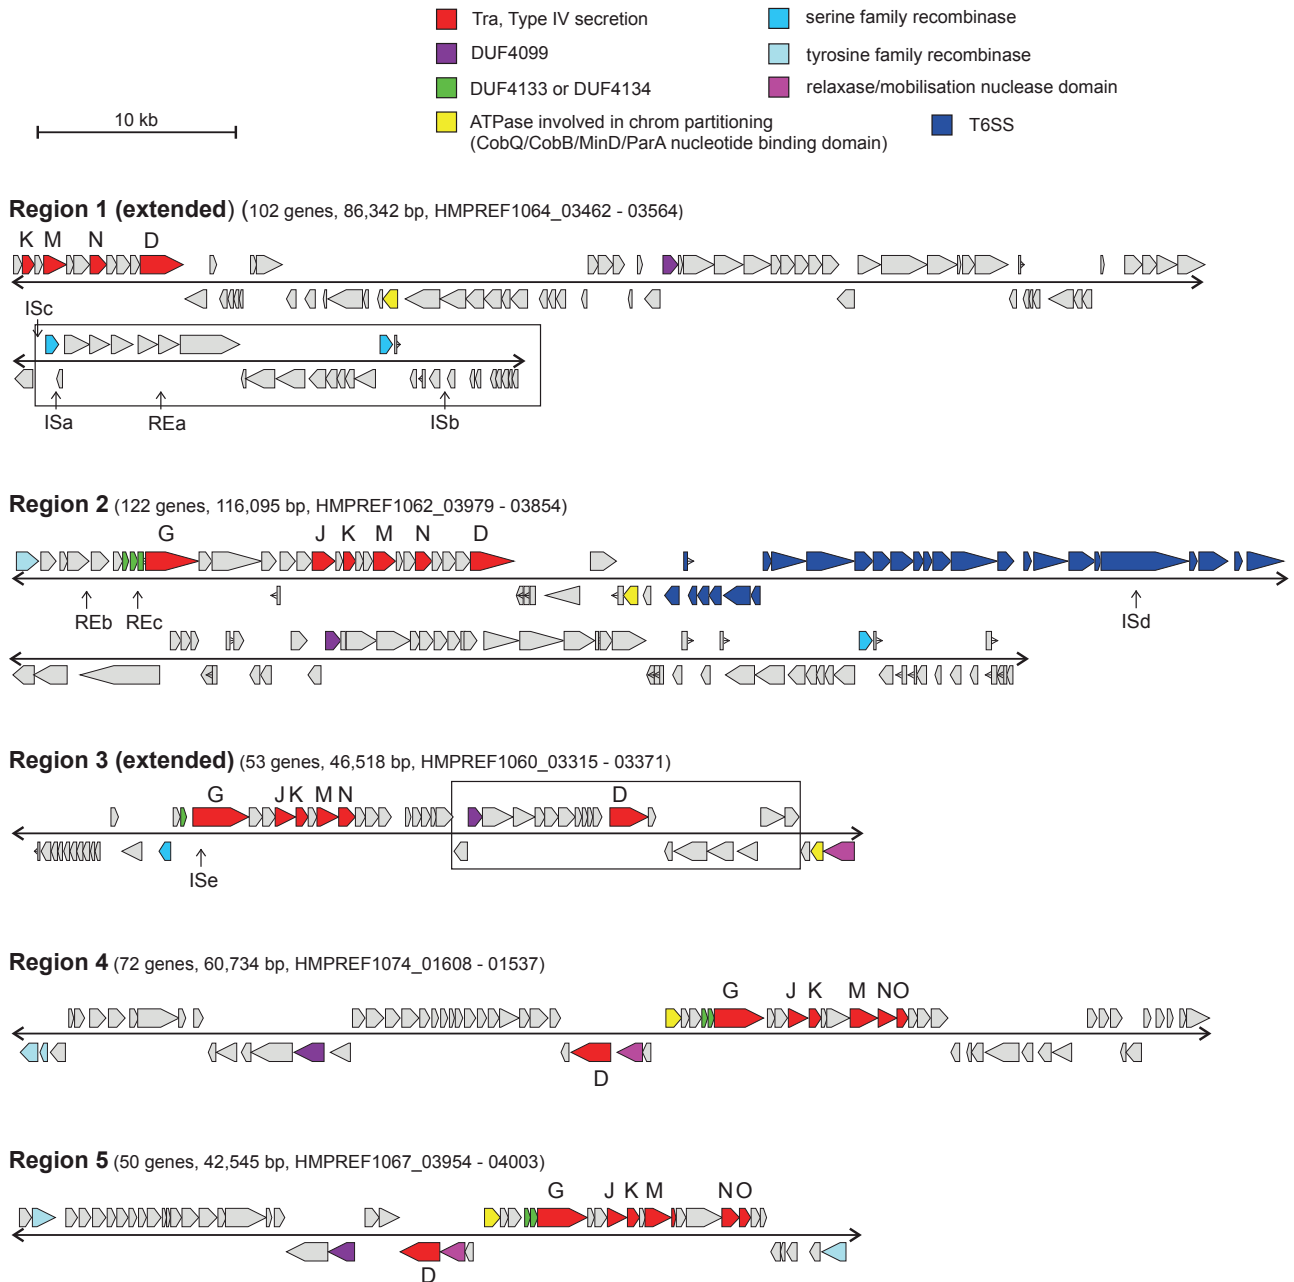 Tra, Type IV secretion
serine family recombinase
DUF4099
tyrosine family recombinase
DUF4133 or DUF4134
relaxase/mobilisation nuclease domain
10 kb
ATPase involved in chrom partitioning
(CobQ/CobB/MinD/ParA nucleotide binding domain)
T6SS
Region 1 (extended) (102 genes, 86,342 bp, HMPREF1064_03462 - 03564)
K M N D
ISc
ISa REa ISb
Region 2 (122 genes, 116,095 bp, HMPREF1062_03979 - 03854)
G J K M N D
REb REc ISd
Region 3 (extended) (53 genes, 46,518 bp, HMPREF1060_03315 - 03371)
G J K M N D
ISe
Region 4 (72 genes, 60,734 bp, HMPREF1074_01608 - 01537)
G J K M N O
D
Region 5 (50 genes, 42,545 bp, HMPREF1067_03954 - 04003)
G J K M N O
D